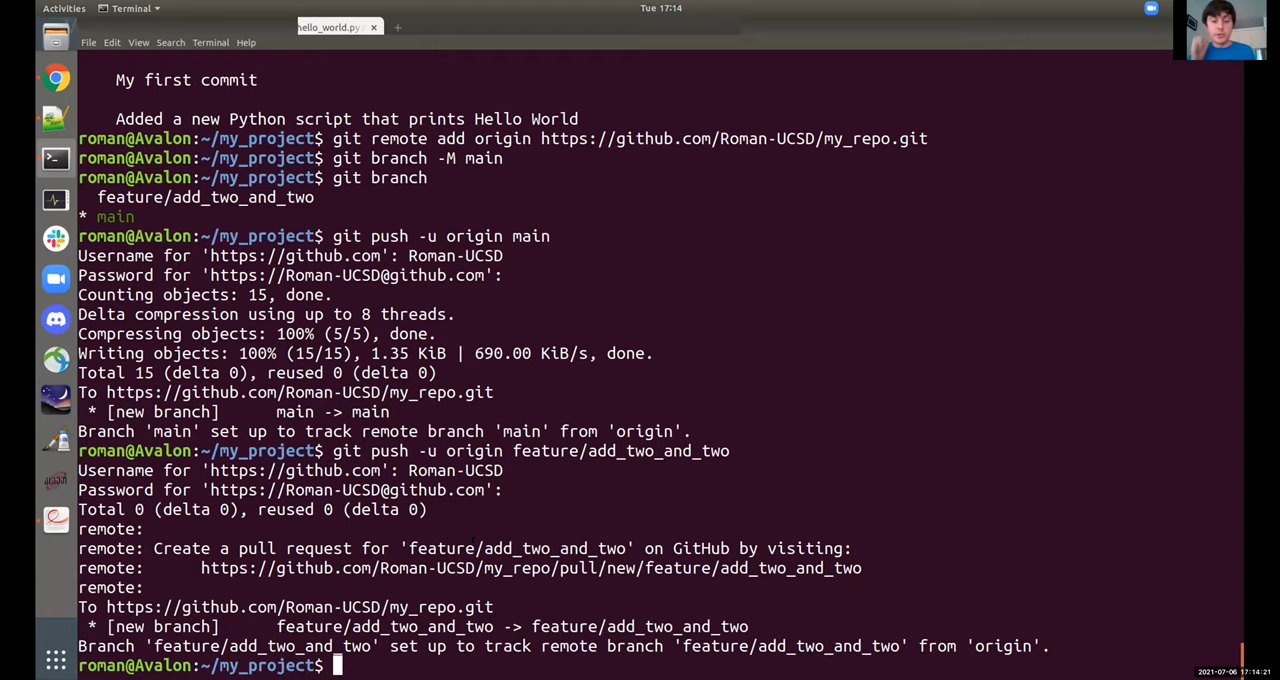 Activities Terminal Tue 17:14
hello_world.py
File Edit View Search Terminal Help
My first commit
Added a new Python script that prints Hello World
roman@Avalon:~/my_project$ git remote add origin https://github.com/Roman-UCSD/my_repo.git
roman@Avalon:~/my_project$ git branch -M main
roman@Avalon:~/my_project$ git branch
feature/add_two_and_two
* main
roman@Avalon:~/my_project$ git push -u origin main
Username for 'https://github.com': Roman-UCSD
Password for 'https://Roman-UCSD@github.com':
Counting objects: 15, done.
Delta compression using up to 8 threads.
Compressing objects: 100% (5/5), done.
Writing objects: 100% (15/15), 1.35 KiB | 690.00 KiB/s, done.
Total 15 (delta 0), reused 0 (delta 0)
To https://github.com/Roman-UCSD/my_repo.git
* [new branch] main -> main
Branch 'main' set up to track remote branch 'main' from 'origin'.
roman@Avalon:~/my_project$ git push -u origin feature/add_two_and_two
Username for 'https://github.com': Roman-UCSD
Password for 'https://Roman-UCSD@github.com':
Total 0 (delta 0), reused 0 (delta 0)
remote:
remote: Create a pull request for 'feature/add_two_and_two' on GitHub by visiting:
remote: https://github.com/Roman-UCSD/my_repo/pull/new/feature/add_two_and_two
remote:
To https://github.com/Roman-UCSD/my_repo.git
* [new branch] feature/add_two_and_two -> feature/add_two_and_two
Branch 'feature/add_two_and_two' set up to track remote branch 'feature/add_two_and_two' from 'origin'.
roman@Avalon:~/my_project$
2021-07-06 17:14:21